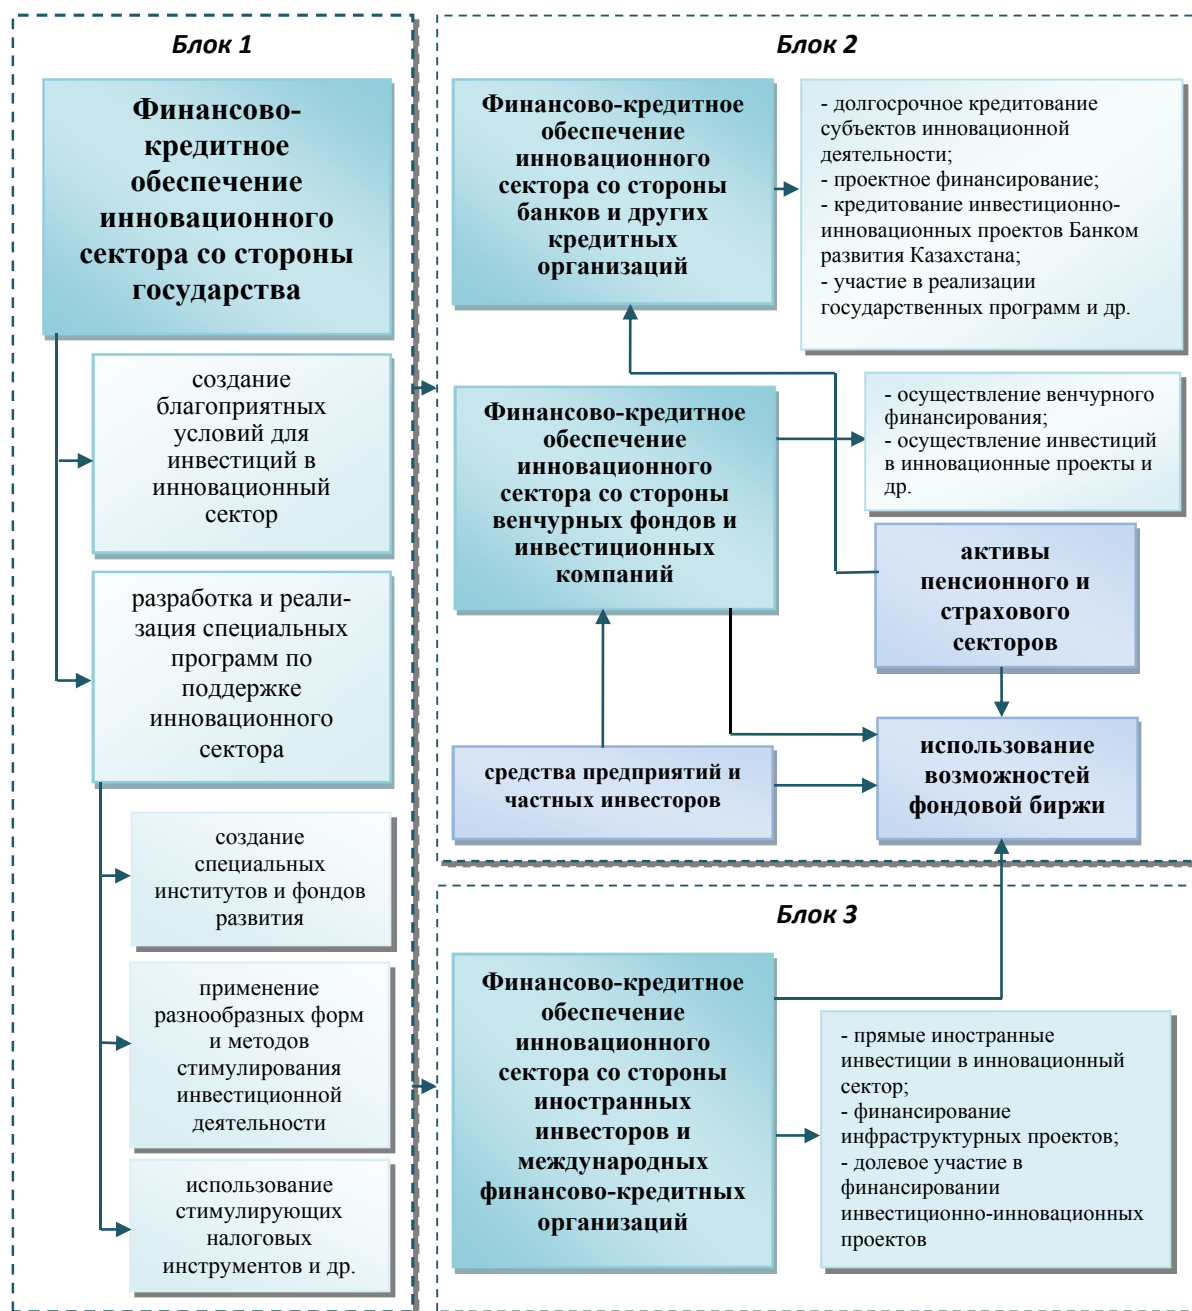 Блок 1
Финансово-
кредитное
обеспечение
инновационного
сектора со стороны
государства
создание
благоприятных
условий для
инвестиций в
инновационный
сектор
разработка и реали-
зация специальных
программ по
поддержке
инновационного
сектора
создание
специальных
институтов и фондов
развития
применение
разнообразных форм
и методов
стимулирования
инвестиционной
деятельности
использование
стимулирующих
налоговых
инструментов и др.
Блок 2
Финансово-кредитное
обеспечение
инновационного
сектора со стороны
банков и других
кредитных
организаций
- долгосрочное кредитование
субъектов инновационной
деятельности;
- проектное финансирование;
- кредитование инвестиционно-
инновационных проектов Банком
развития Казахстана;
- участие в реализации
государственных программ и др.
Финансово-кредитное
обеспечение
инновационного
сектора со стороны
венчурных фондов и
инвестиционных
компаний
- осуществление венчурного
финансирования;
- осуществление инвестиций
в инновационные проекты и
др.
активы
пенсионного и
страхового
секторов
средства предприятий и
частных инвесторов
использование
возможностей
фондовой биржи
Блок 3
Финансово-кредитное
обеспечение
инновационного
сектора со стороны
иностранных
инвесторов и
международных
финансово-кредитных
организаций
- прямые иностранные
инвестиции в инновационный
сектор;
- финансирование
инфраструктурных проектов;
- долевое участие в
финансировании
инвестиционно-инновационных
проектов